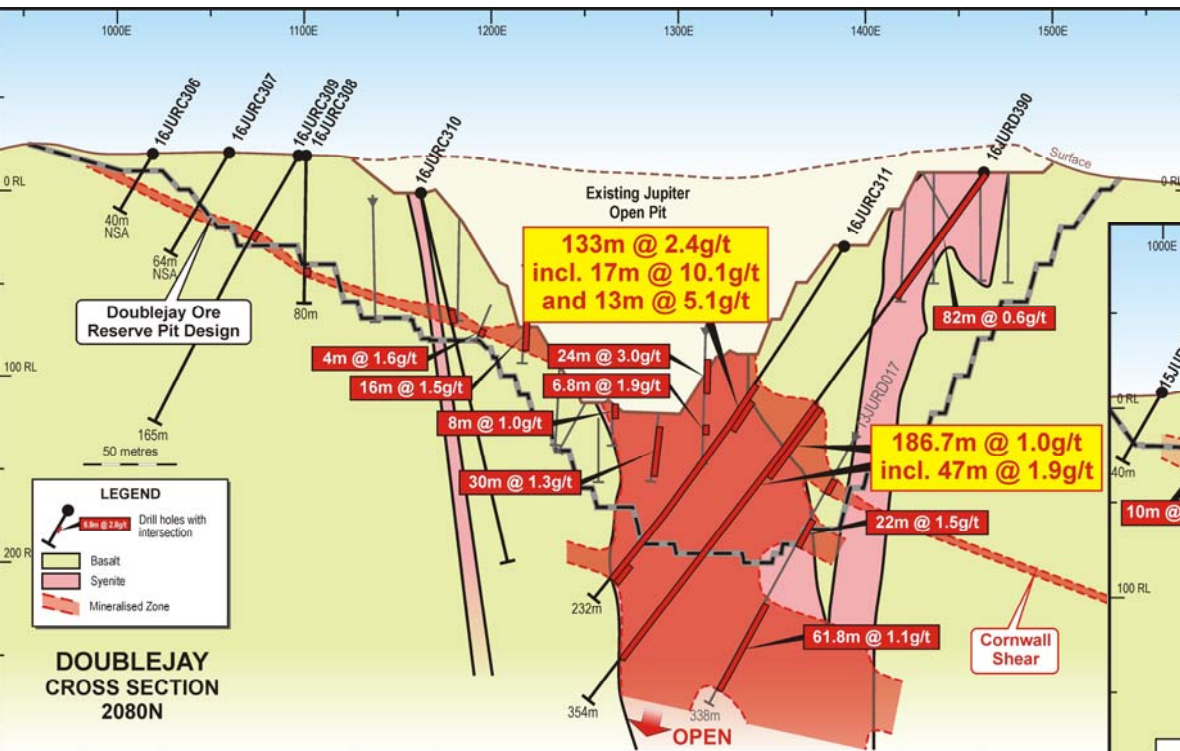 1000E
1100E
1200E
1300E
1400E
1500E
16JURC306
16JURC307
16JURC309
16JURC308
16JURC310
16JURC311
16JURD390
Surface
0 RL
0 RL
Existing Jupiter
Open Pit
40m
NSA
64m
NSA
80m
165m
Doublejay Ore
Reserve Pit Design
133m @ 2.4g/t
incl. 17m @ 10.1g/t
and 13m @ 5.1g/t
82m @ 0.6g/t
4m @ 1.6g/t
16m @ 1.5g/t
24m @ 3.0g/t
6.8m @ 1.9g/t
8m @ 1.0g/t
30m @ 1.3g/t
13JURD017
186.7m @ 1.0g/t
incl. 47m @ 1.9g/t
22m @ 1.5g/t
61.8m @ 1.1g/t
Cornwall
Shear
100 RL
200 R
50 metres
LEGEND
Drill holes with
intersection
Basalt
Syenite
Mineralised Zone
232m
354m
338m
OPEN
DOUBLEJAY
CROSS SECTION
2080N
1000E
15JU
0 RL
40m
10m @
100 RL